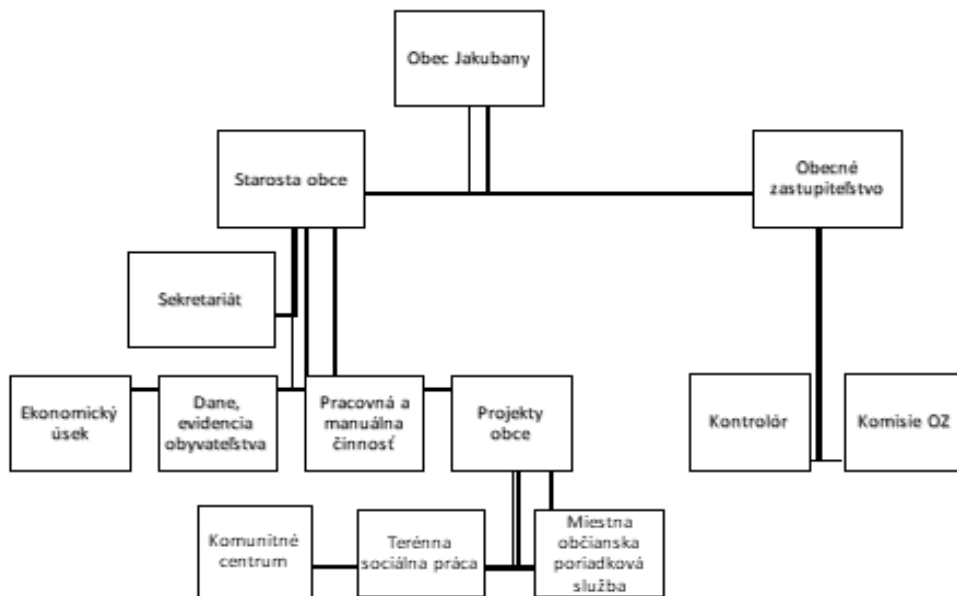 Obec Jakubany
Starosta obce
Obecné
zastupiteľstvo
Sekretariát
Ekonomický
úsek
Dane,
evidencia
obyvateľstva
Pracovná a
manuálna
činnosť
Projekty
obce
Kontrolór
Komisie OZ
Komunitné
centrum
Terénna
sociálna práca
Miestna
občianska
poriadková
služba